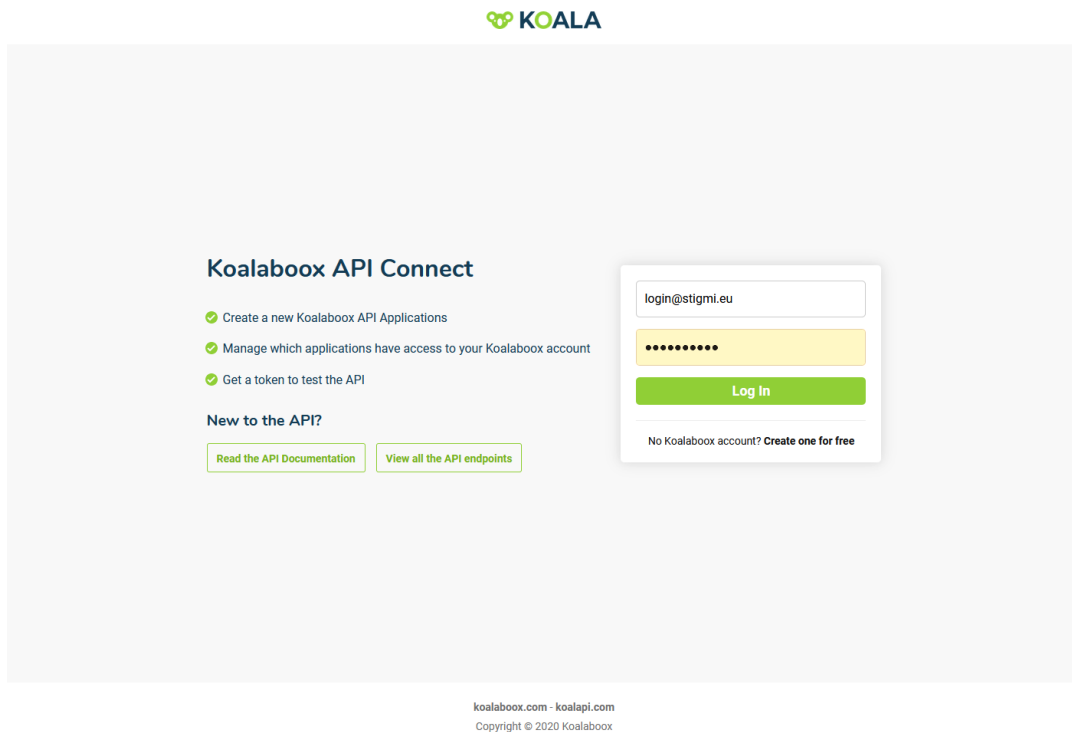 KOALA
Koalaboox API Connect
Create a new Koalaboox API Applications
Manage which applications have access to your Koalaboox account
Get a token to test the API
New to the API?
Read the API Documentation
View all the API endpoints
login@stigmi.eu
••••••••••
Log In
No Koalaboox account? Create one for free
koalaboox.com - koalapi.com
Copyright © 2020 Koalaboox